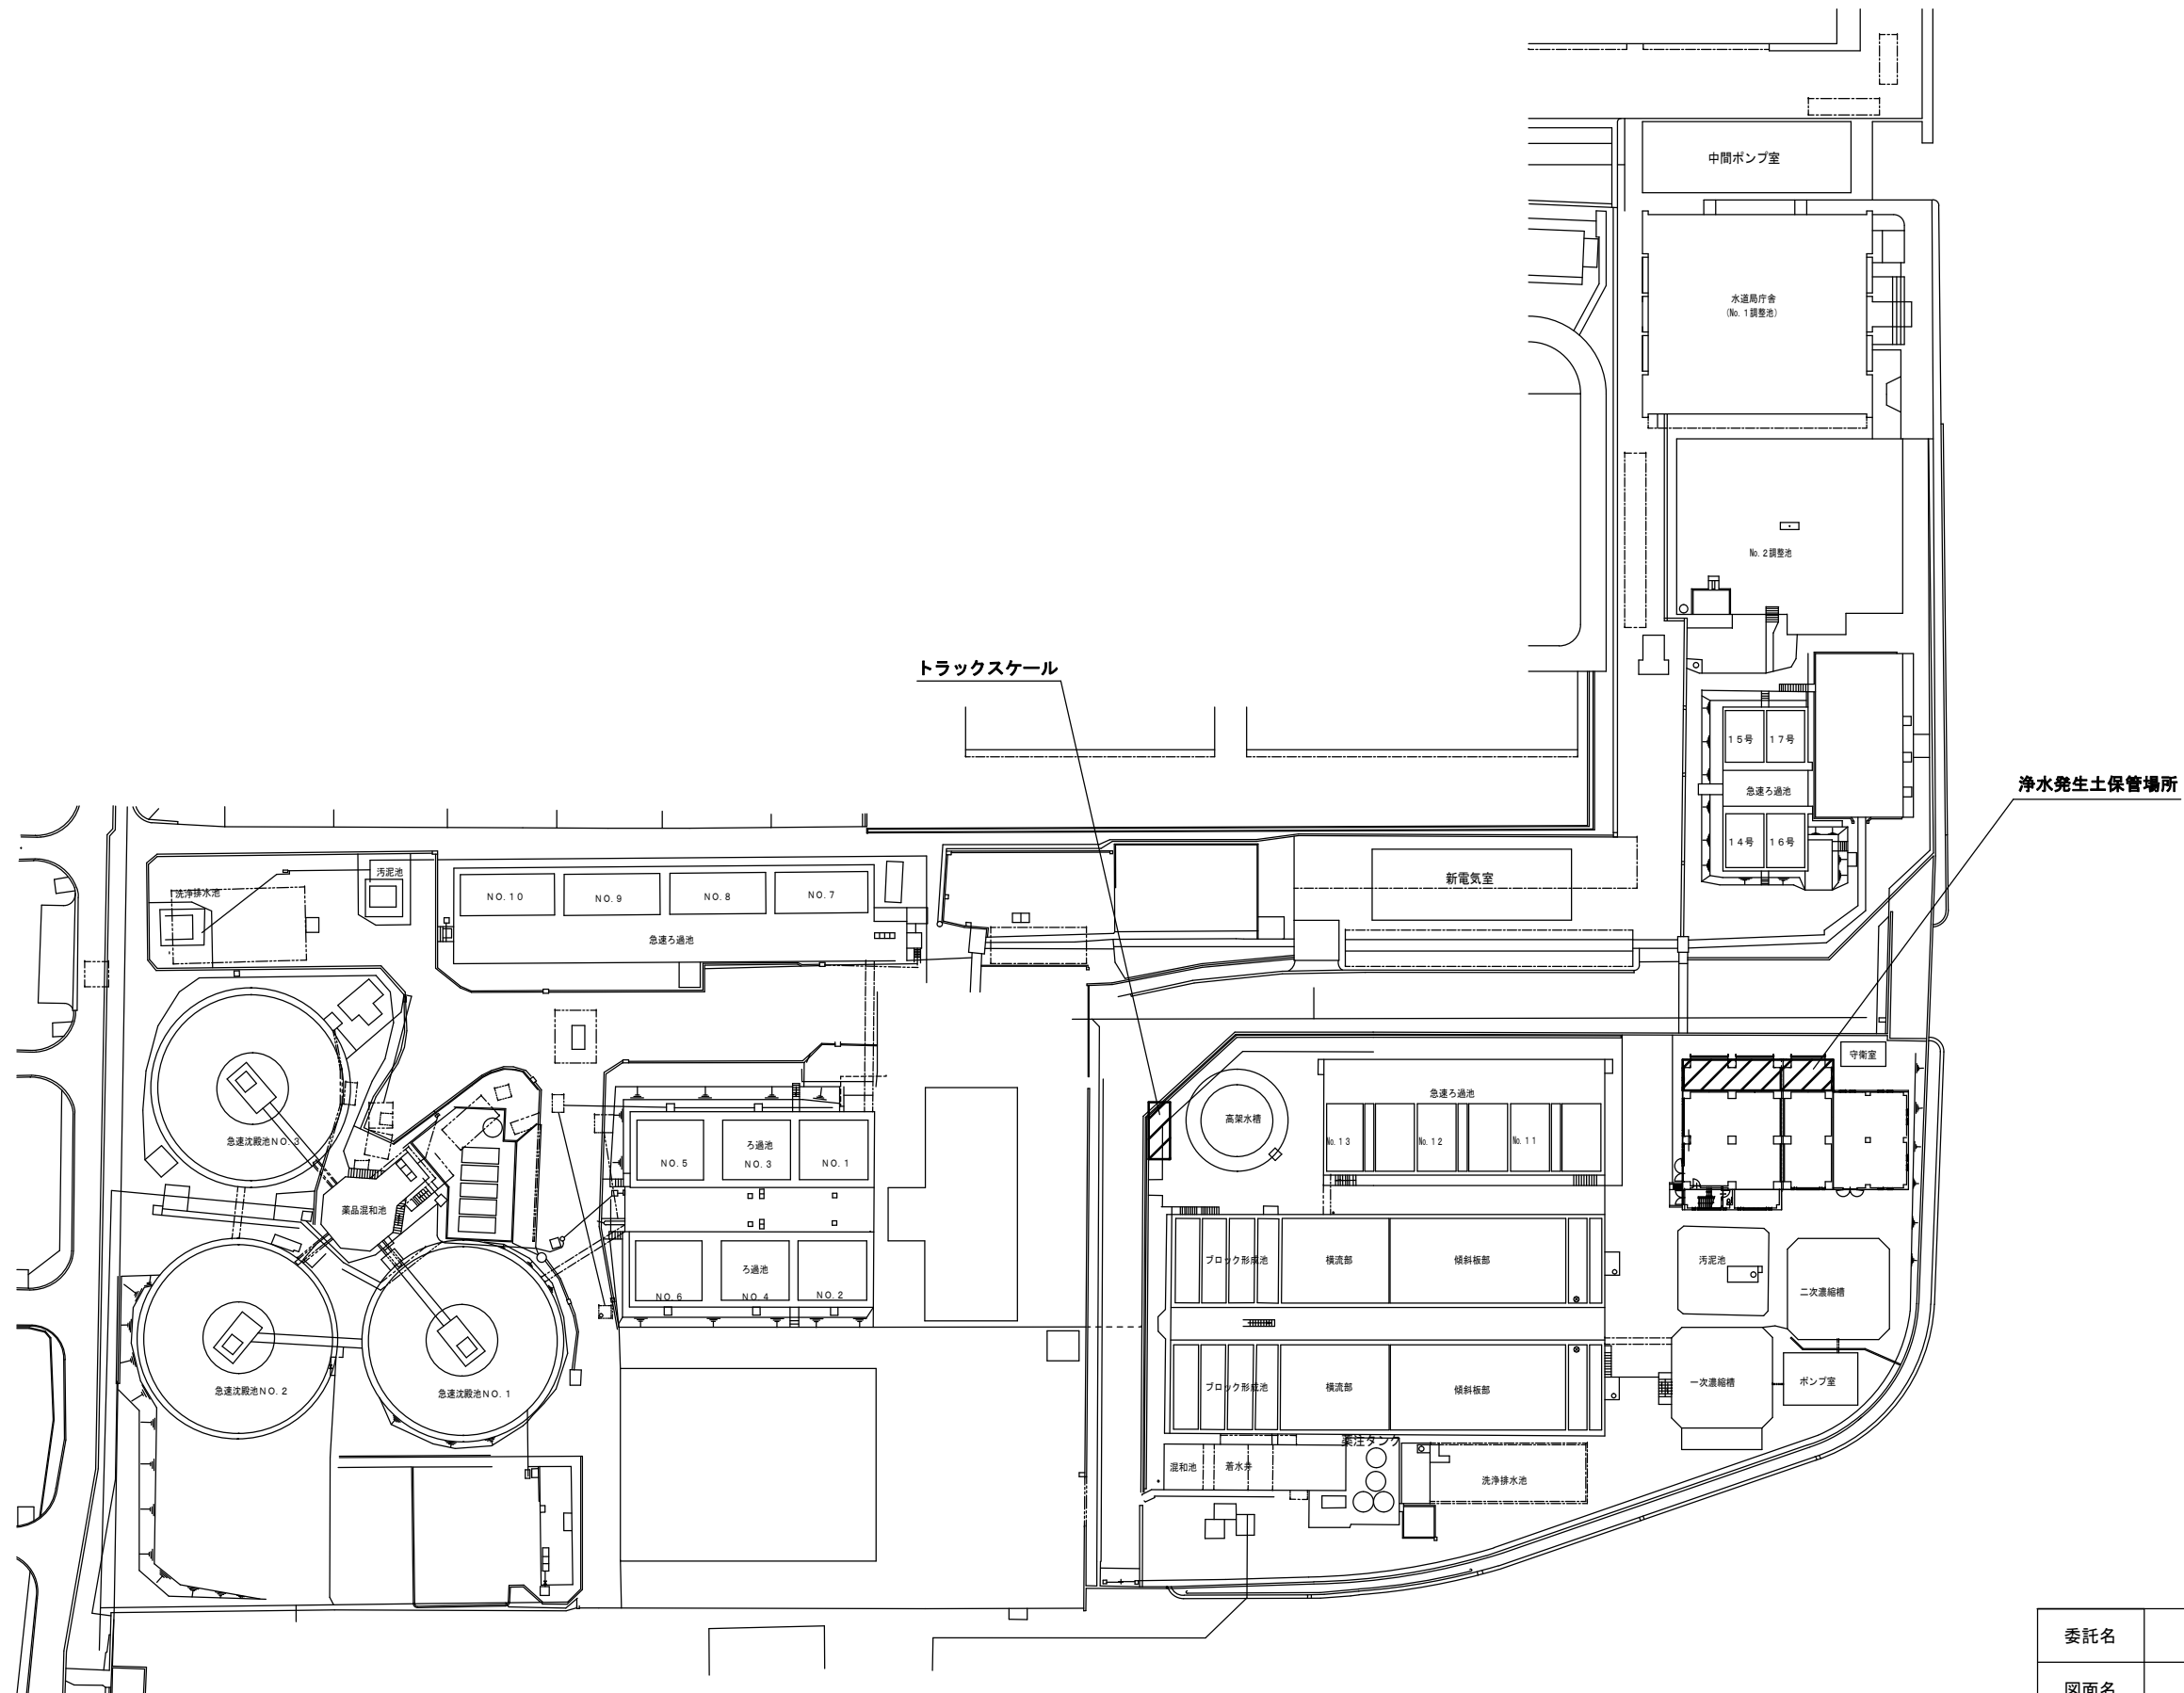 中間ポンプ室
水道局庁舎
(No.1調整池)
No.2調整池
トラックスケール
15号
17号
浄水発生土保管場所
急速ろ過池
14号
16号
汚泥池
新電気室
洗浄排水池
NO.10
NO.9
NO.8
NO.7
急速ろ過池
守衛室
急速ろ過池
高架水槽
急速沈殿池NO.3
ろ過池
No.13
No.12
No.11
NO.5
NO.3
NO.1
薬品混和池
ブロック形成池
横流部
傾斜板部
汚泥池
ろ過池
二次濃縮槽
NO.6
NO.4
NO.2
急速沈殿池NO.2
急速沈殿池NO.1
ブロック形成池
横流部
傾斜板部
一次濃縮槽
ポンプ室
薬注タンク
混和池
着水井
洗浄排水池
委託名
図面名